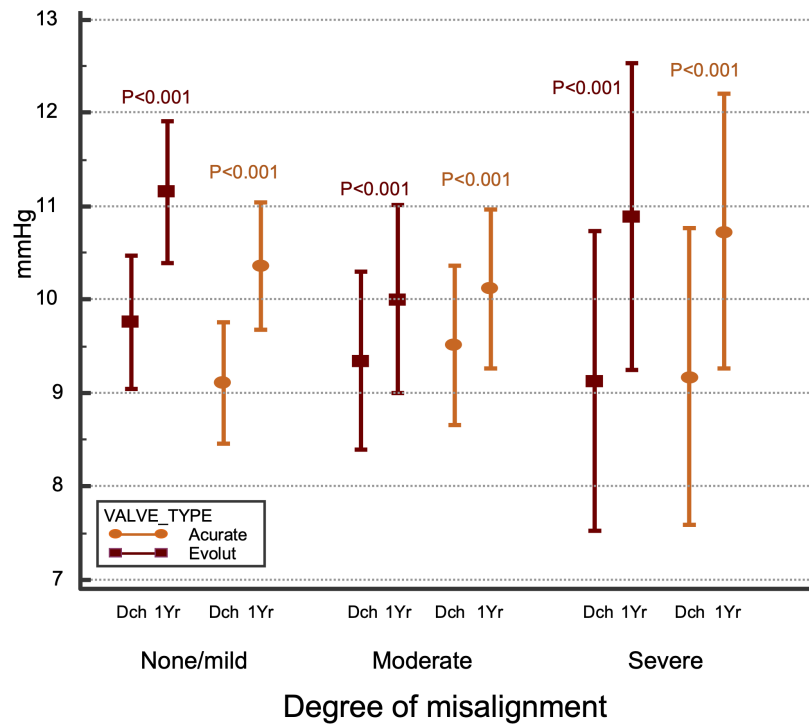 13
12
11
10
9
8
7
mmHg
P<0.001
P<0.001
P<0.001
P<0.001
P<0.001
P<0.001
VALVE_TYPE
Acurate
Evolut
Dch 1Yr Dch 1Yr Dch 1Yr Dch 1Yr Dch 1Yr Dch 1Yr
None/mild Moderate Severe
Degree of misalignment